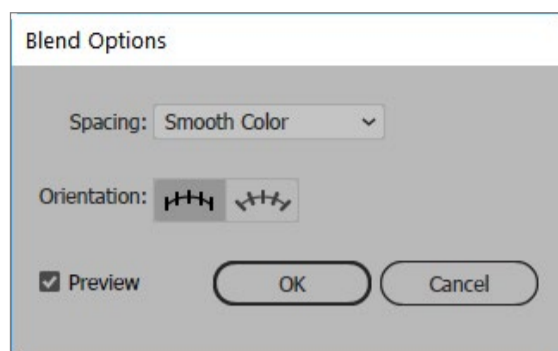 Blend Options
Spacing: Smooth Color
Orientation:
Preview OK Cancel